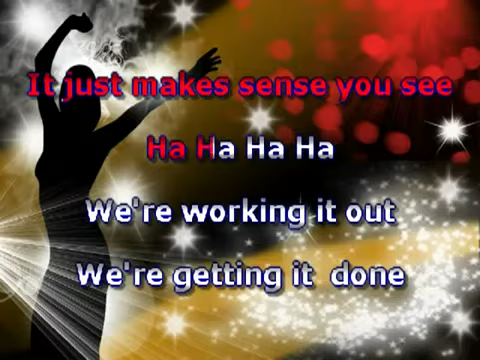 It just makes sense you see
Ha Ha Ha Ha
We're working it out
We're getting it done